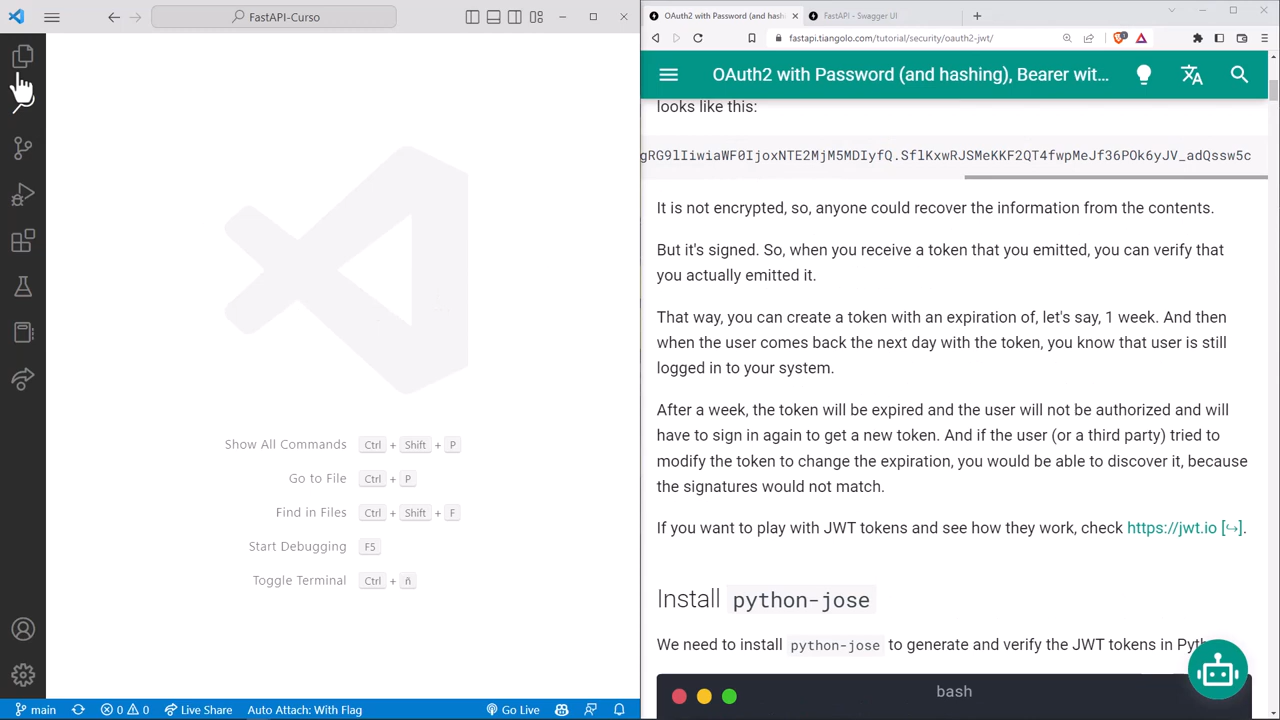 FastAPI-Curso
Show All Commands Ctrl + Shift + P
Go to File Ctrl + P
Find in Files Ctrl + Shift + F
Start Debugging F5
Toggle Terminal Ctrl + ñ
main 0 0 Live Share Auto Attach: With Flag Go Live
OAuth2 with Password (and hash
FastAPI - Swagger UI
fastapi.tiangolo.com/tutorial/security/oauth2-jwt/
OAuth2 with Password (and hashing), Bearer wit...
looks like this:
gRG9lIiwiaWF0IjoxNTE2MjM5MDIyfQ.SflKxwRJSMeKKF2QT4fwpMeJf36POk6yJV_adQssw5c
It is not encrypted, so, anyone could recover the information from the contents.
But it's signed. So, when you receive a token that you emitted, you can verify that
you actually emitted it.
That way, you can create a token with an expiration of, let's say, 1 week. And then
when the user comes back the next day with the token, you know that user is still
logged in to your system.
After a week, the token will be expired and the user will not be authorized and will
have to sign in again to get a new token. And if the user (or a third party) tried to
modify the token to change the expiration, you would be able to discover it, because
the signatures would not match.
If you want to play with JWT tokens and see how they work, check https://jwt.io [↪].
Install python-jose
We need to install python-jose to generate and verify the JWT tokens in Pyth
bash